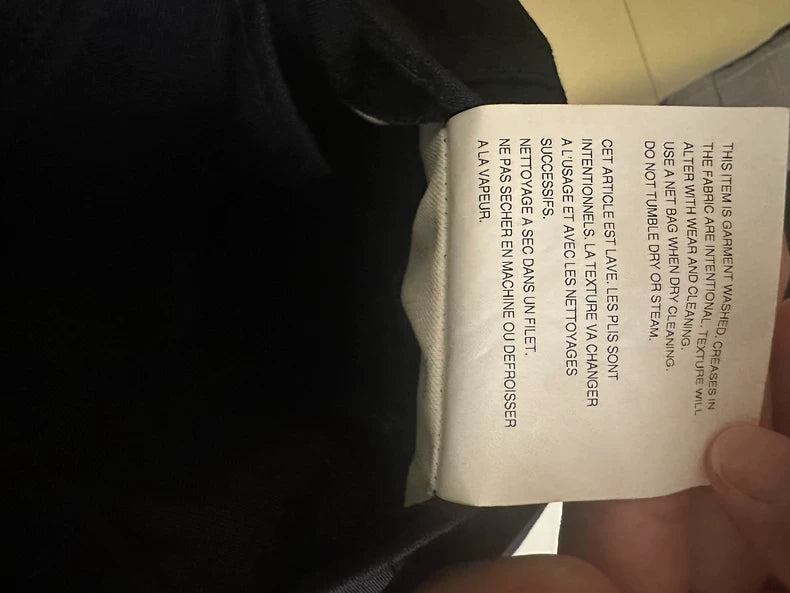 THIS ITEM IS GARMENT WASHED, CREASES IN
THE FABRIC ARE INTENTIONAL. TEXTURE WILL
ALTER WITH WEAR AND CLEANING.
USE A NET BAG WHEN DRY CLEANING.
DO NOT TUMBLE DRY OR STEAM.
CET ARTICLE EST LAVE. LES PLIS SONT
INTENTIONNELS. LA TEXTURE VA CHANGER
A L'USAGE ET AVEC LES NETTOYAGES
SUCCESSIFS.
NETTOYAGE A SEC DANS UN FILET.
NE PAS SECHER EN MACHINE OU DEFROISSER
A LA VAPEUR.